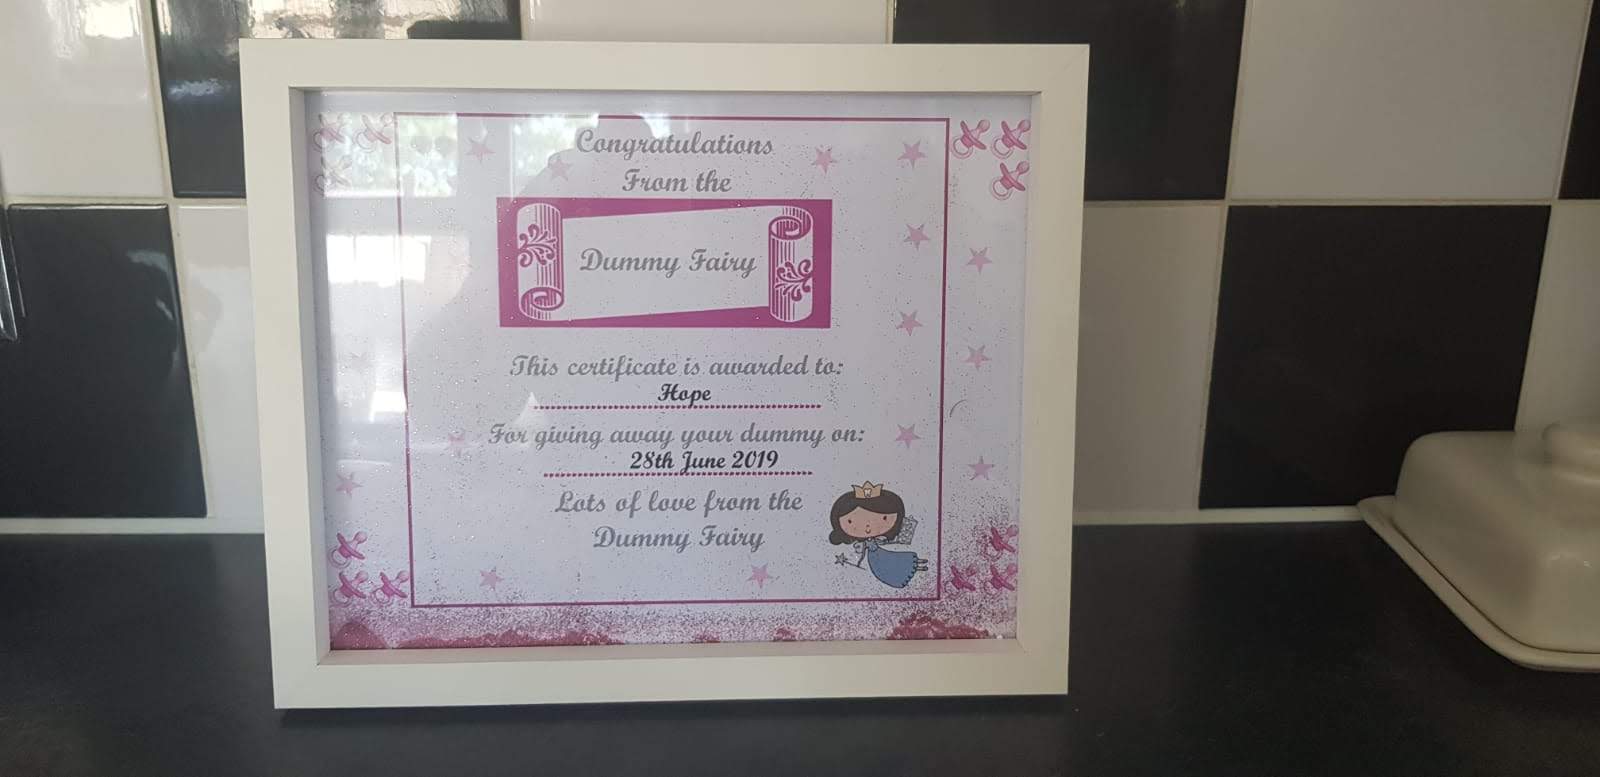 Congratulations
From the
Dummy Fairy
This certificate is awarded to:
Hope
For giving away your dummy on:
28th June 2019
Lots of love from the
Dummy Fairy